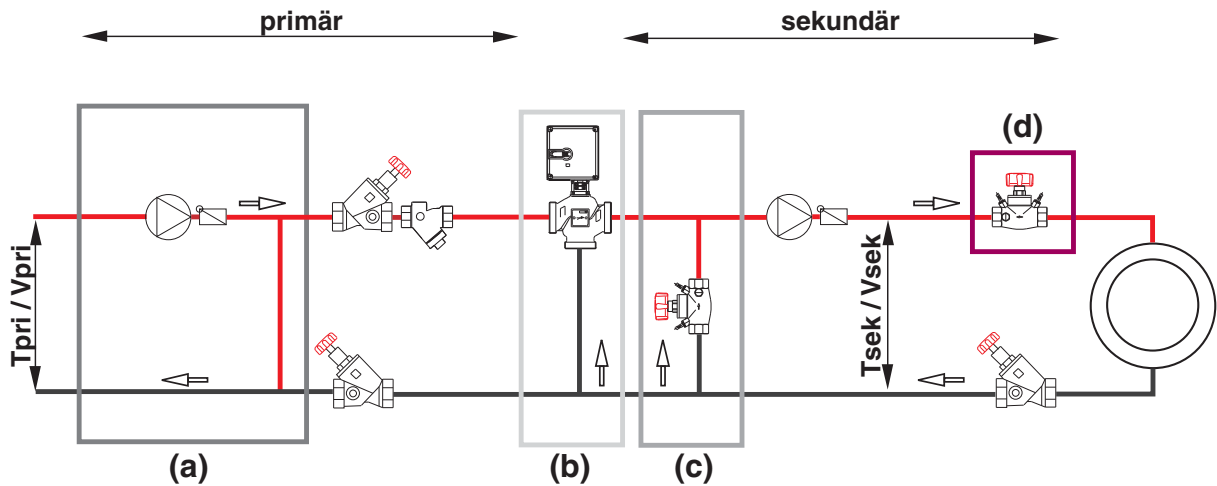 primär
sekundär
(d)
Tpri / Vpri
Tsek / Vsek
(a)
(b)
(c)